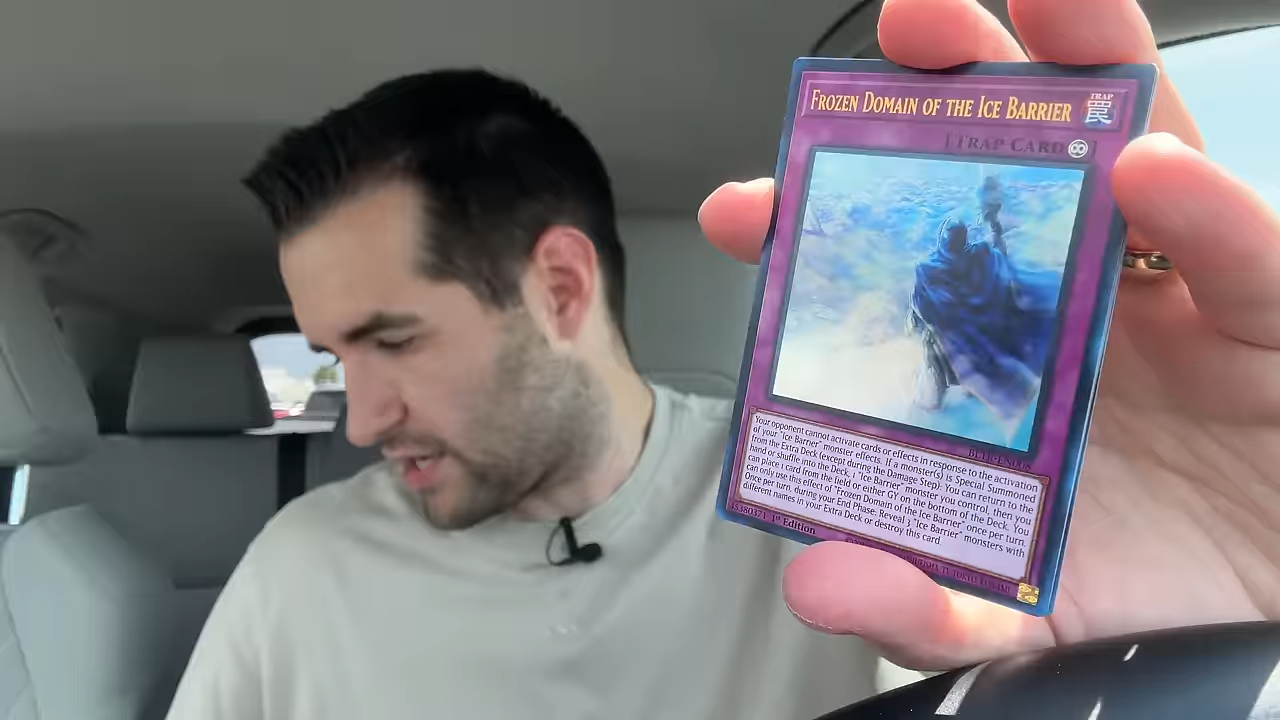 FROZEN DOMAIN OF THE ICE BARRIER
TRAP
罠
[TRAP CARD
BLTR-EN008
Your opponent cannot activate cards or effects in response to the activation
of your "Ice Barrier" monster effects. If a monster(s) is Special Summoned
from the Extra Deck (except during the Damage Step): You can return to the
hand or shuffle into the Deck, 1 "Ice Barrier" monster you control, then you
can place 1 card from the field or either GY on the bottom of the Deck. You
can only use this effect of "Frozen Domain of the Ice Barrier" once per turn.
Once per turn, during your End Phase: Reveal 3 "Ice Barrier" monsters with
different names in your Extra Deck or destroy this card
1st Edition